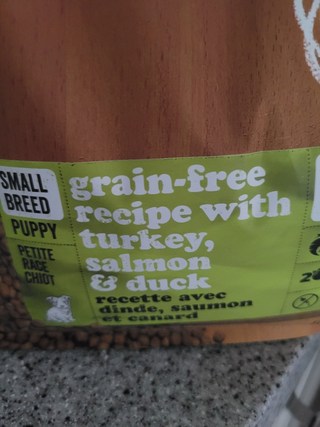 SMALL
BREED
PUPPY
PETITE
RACE
CHIOT
grain-free
recipe with
turkey,
salmon
& duck
recette avec
dinde, saumon
et canard